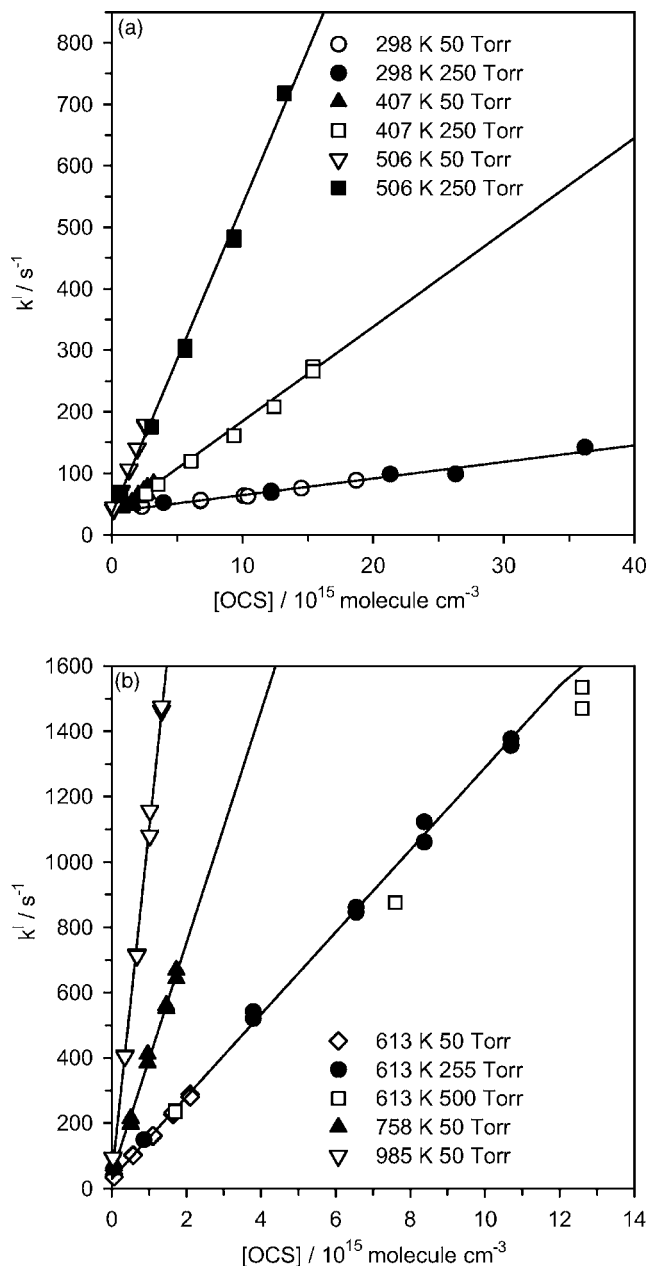 (a)
298 K 50 Torr
298 K 250 Torr
407 K 50 Torr
407 K 250 Torr
506 K 50 Torr
506 K 250 Torr
800
700
600
500
400
300
200
100
0
k^| / s^-1
0 10 20 30 40
[OCS] / 10^15 molecule cm^-3
(b)
1600
1400
1200
1000
800
600
400
200
0
k^| / s^-1
613 K 50 Torr
613 K 255 Torr
613 K 500 Torr
758 K 50 Torr
985 K 50 Torr
0 2 4 6 8 10 12 14
[OCS] / 10^15 molecule cm^-3